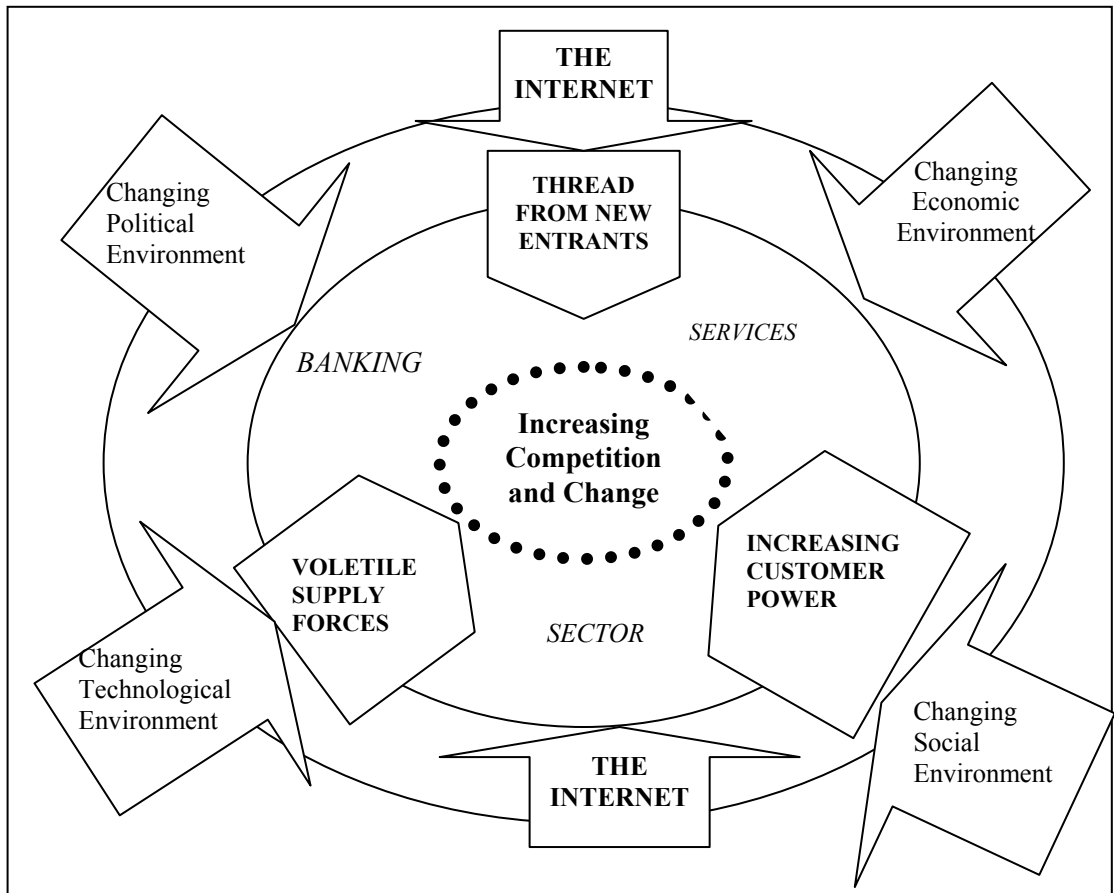 THE
INTERNET
Changing
Political
Environment
THREAD
FROM NEW
ENTRANTS
Changing
Economic
Environment
SERVICES
BANKING
Increasing
Competition
and Change
VOLETILE
SUPPLY
FORCES
INCREASING
CUSTOMER
POWER
SECTOR
Changing
Technological
Environment
Changing
Social
Environment
THE
INTERNET